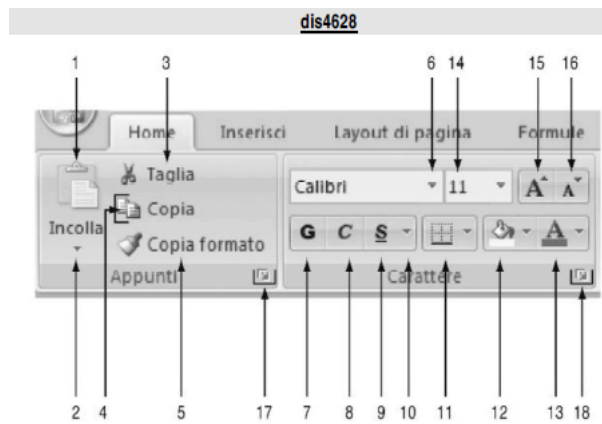 dis4628
1 3 6 14 15 16
Home Inserisci Layout di pagina Formule
Taglia
Calibri 11 A A
Copia
Incolla
G C S A
Copia formato
Appunti Carattere
2 4 5 17 7 8 9 10 11 12 13 18